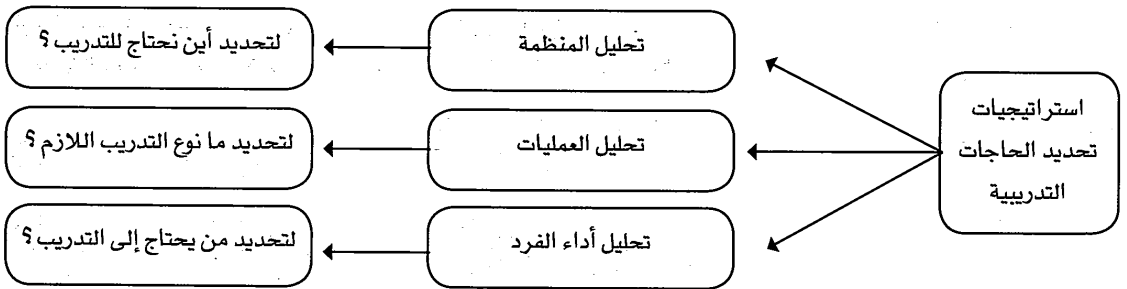 استراتيجيات
تحديد الحاجات
التدريبية
تحليل المنظمة
لتحديد أين نحتاج للتدريب ؟
تحليل العمليات
لتحديد ما نوع التدريب اللازم ؟
تحليل أداء الفرد
لتحديد من يحتاج إلى التدريب ؟